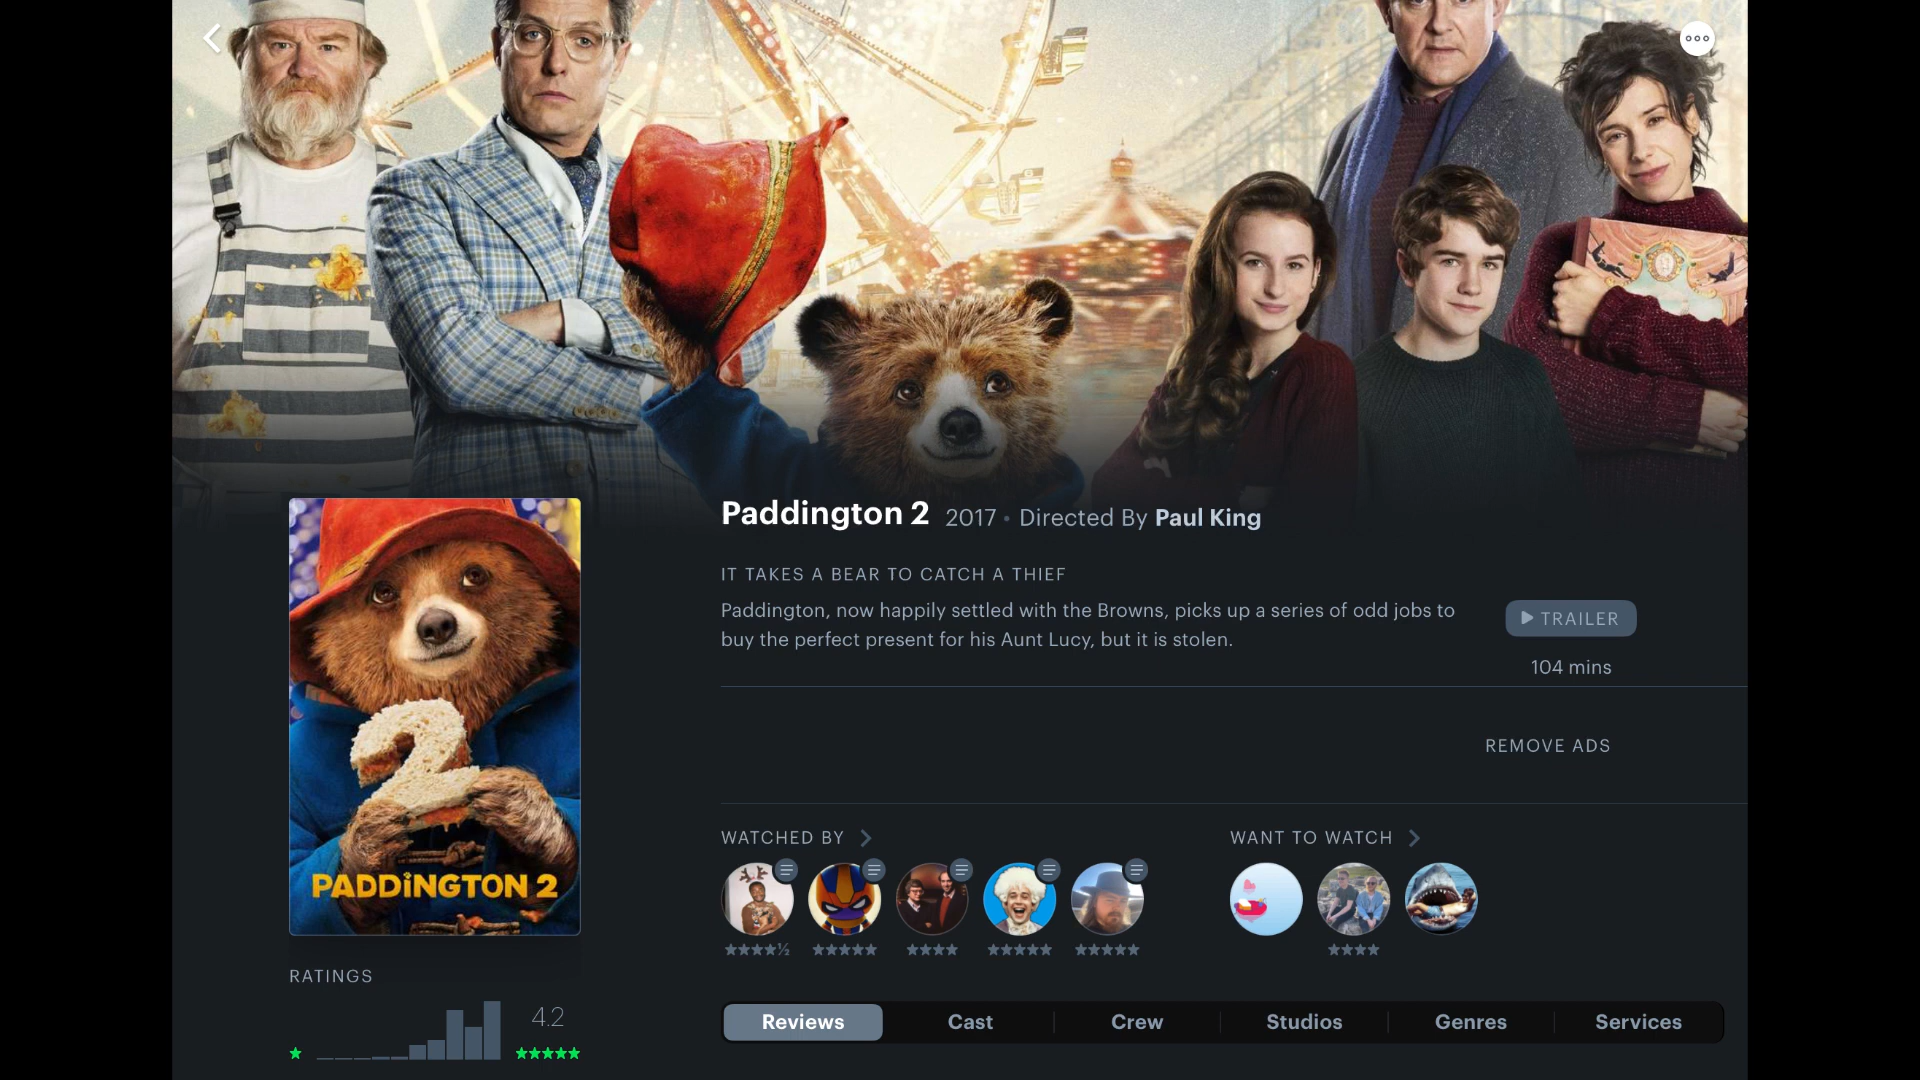 Paddington 2 2017 • Directed By Paul King
IT TAKES A BEAR TO CATCH A THIEF
Paddington, now happily settled with the Browns, picks up a series of odd jobs to
buy the perfect present for his Aunt Lucy, but it is stolen.
TRAILER
104 mins
2
PADDiNGTON 2
REMOVE ADS
WATCHED BY
WANT TO WATCH
★★★★½ ★★★★★ ★★★★ ★★★★★ ★★★★★ ★★★★
RATINGS
4.2
★ ★★★★★
Reviews Cast Crew Studios Genres Services